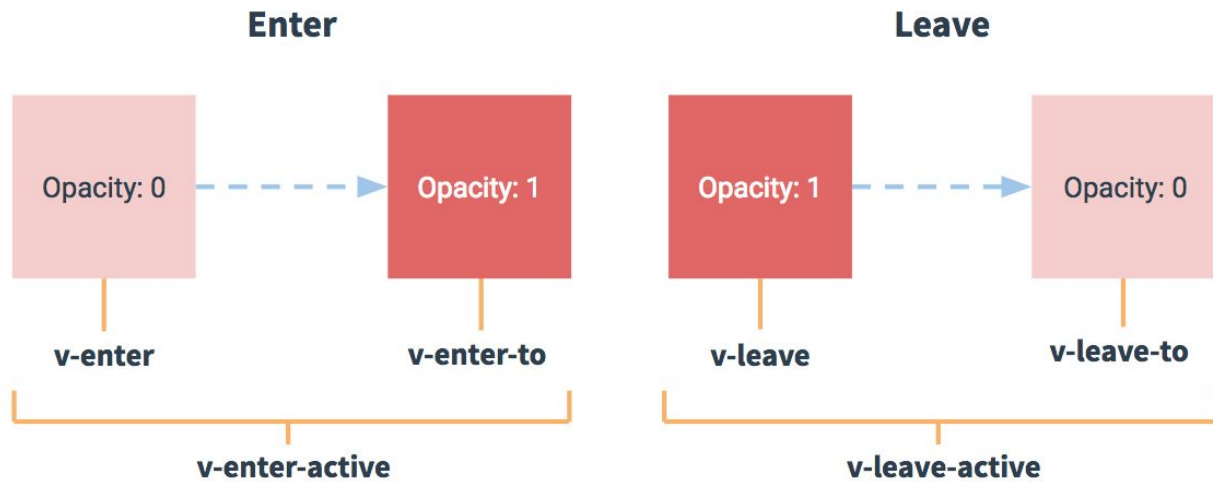 Enter
Leave
Opacity: 0
Opacity: 1
Opacity: 1
Opacity: 0
v-enter
v-enter-to
v-leave
v-leave-to
v-enter-active
v-leave-active